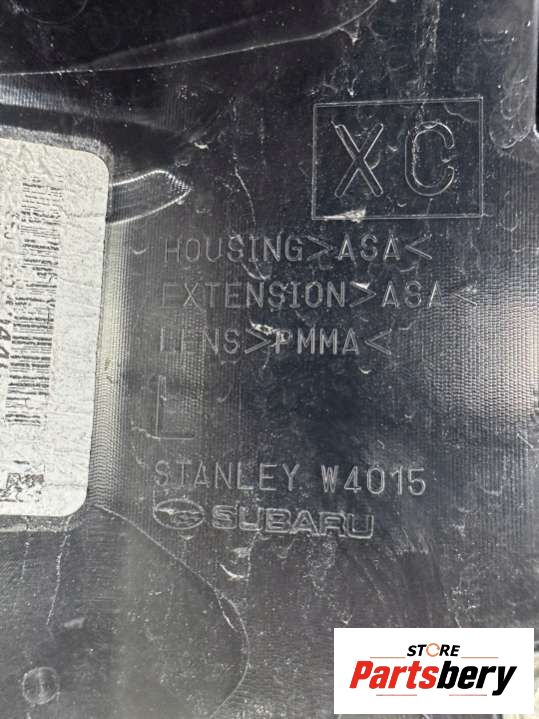 XC
HOUSING>ASA<
EXTENSION>ASA<
LENS>PMMA<
L
STANLEY W4015
SUBARU
STORE
Partsbery